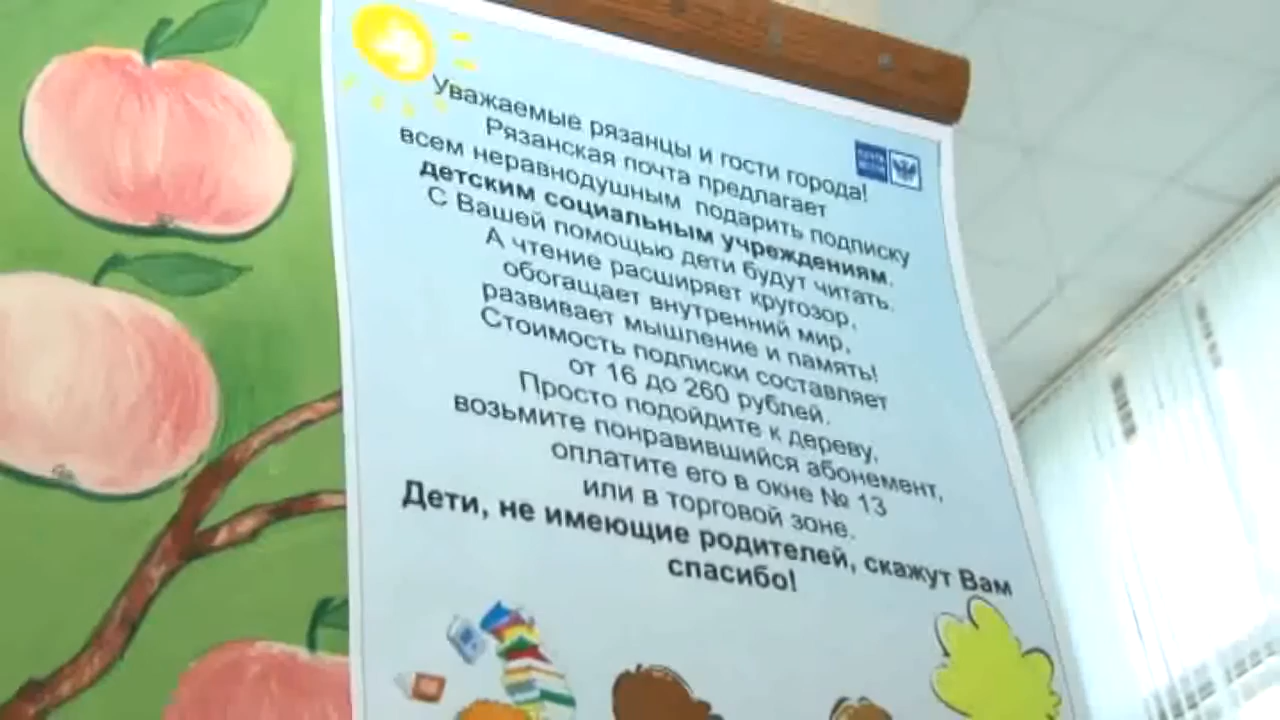 Уважаемые рязанцы и гости города!
Рязанская почта предлагает
всем неравнодушным подарить подписку
детским социальным учреждениям.
С Вашей помощью дети будут читать.
А чтение расширяет кругозор,
обогащает внутренний мир,
развивает мышление и память!
Стоимость подписки составляет
от 16 до 260 рублей.
Просто подойдите к дереву,
возьмите понравившийся абонемент,
оплатите его в окне № 13
или в торговой зоне.
Дети, не имеющие родителей, скажут Вам
спасибо!